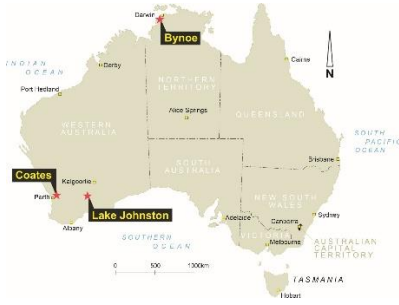 Darwin
Bynoe
N
INDIAN
OCEAN
Derby
Cairns
Port Hedland
NORTHERN
TERRITORY
Alice Springs
QUEENSLAND
WESTERN
AUSTRALIA
SOUTH
PACIFIC
OCEAN
SOUTH
AUSTRALIA
Brisbane
Coates
Kalgoorlie
Perth
Lake Johnston
NEW SOUTH
WALES
Adelaide
Sydney
Canberra
Albany
SOUTHERN
OCEAN
VICTORIA
Melbourne
AUSTRALIAN
CAPITAL
TERRITORY
0 500 1000km
TASMANIA
Hobart